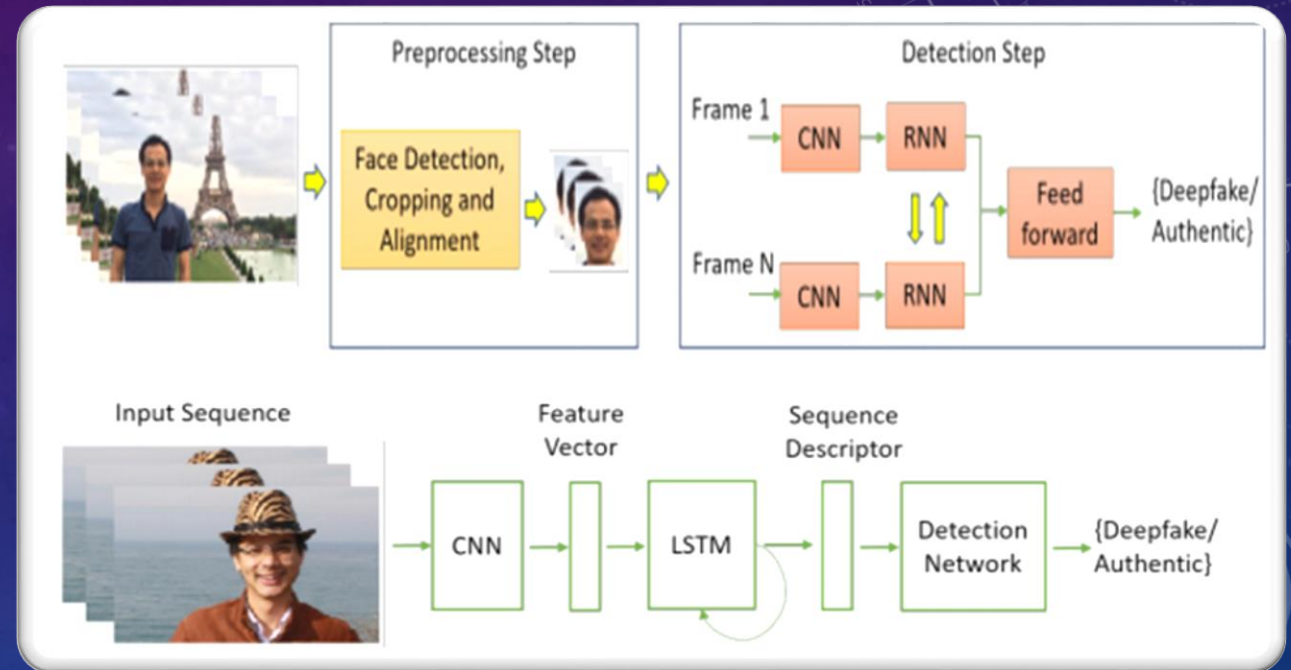 Preprocessing Step
Face Detection,
Cropping and
Alignment
Detection Step
Frame 1
CNN
RNN
Frame N
CNN
RNN
Feed
forward
{Deepfake/
Authentic}
Input Sequence
CNN
Feature
Vector
LSTM
Sequence
Descriptor
Detection
Network
{Deepfake/
Authentic}